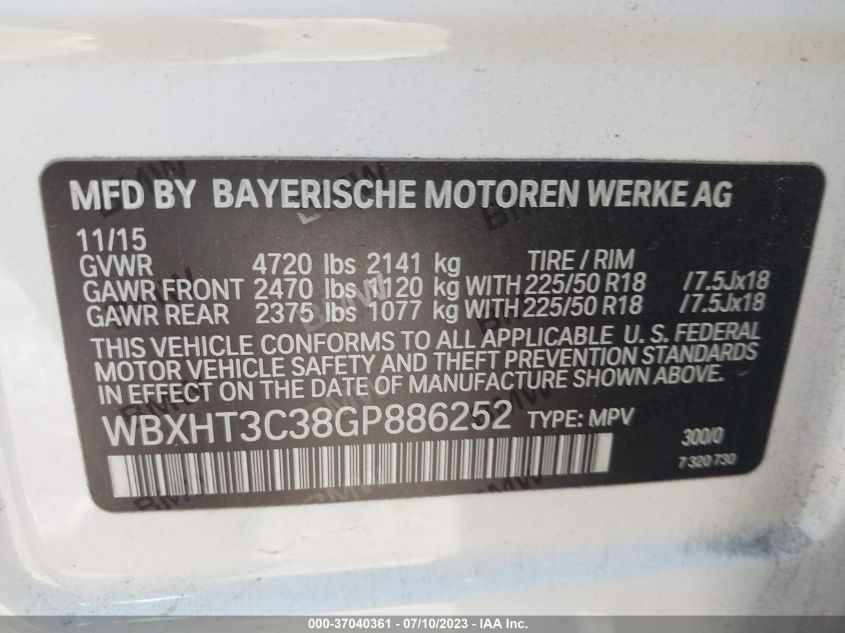 MFD BY BAYERISCHE MOTOREN WERKE AG
11/15
GVWR 4720 lbs 2141 kg TIRE / RIM
GAWR FRONT 2470 lbs 1120 kg WITH 225/50 R18 /7.5Jx18
GAWR REAR 2375 lbs 1077 kg WITH 225/50 R18 /7.5Jx18
THIS VEHICLE CONFORMS TO ALL APPLICABLE U. S. FEDERAL
MOTOR VEHICLE SAFETY AND THEFT PREVENTION STANDARDS
IN EFFECT ON THE DATE OF MANUFACTURE SHOWN ABOVE.
WBXHT3C38GP886252 TYPE: MPV
300/0
7 320 730
000-37040361 - 07/10/2023 - IAA Inc.